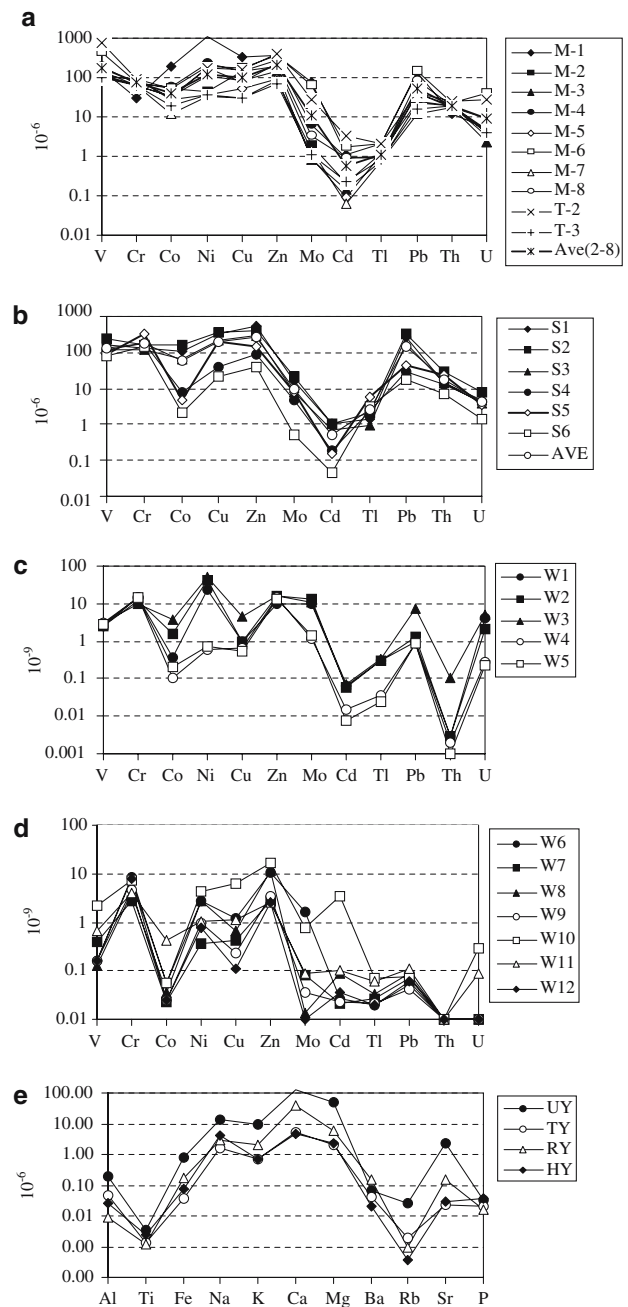 a
1000
100
10
1
0.1
0.01
10-6
V Cr Co Ni Cu Zn Mo Cd Tl Pb Th U
M-1
M-2
M-3
M-4
M-5
M-6
M-7
M-8
T-2
T-3
Ave(2-8)
b
1000
100
10
1
0.1
0.01
10-6
V Cr Co Cu Zn Mo Cd Tl Pb Th U
S1
S2
S3
S4
S5
S6
AVE
c
100
10
1
0.1
0.01
0.001
10-9
V Cr Co Ni Cu Zn Mo Cd Tl Pb Th U
W1
W2
W3
W4
W5
d
100
10
1
0.1
0.01
10-9
V Cr Co Ni Cu Zn Mo Cd Tl Pb Th U
W6
W7
W8
W9
W10
W11
W12
e
100.00
10.00
1.00
0.10
0.01
0.00
0.00
10-6
Al Ti Fe Na K Ca Mg Ba Rb Sr P
UY
TY
RY
HY